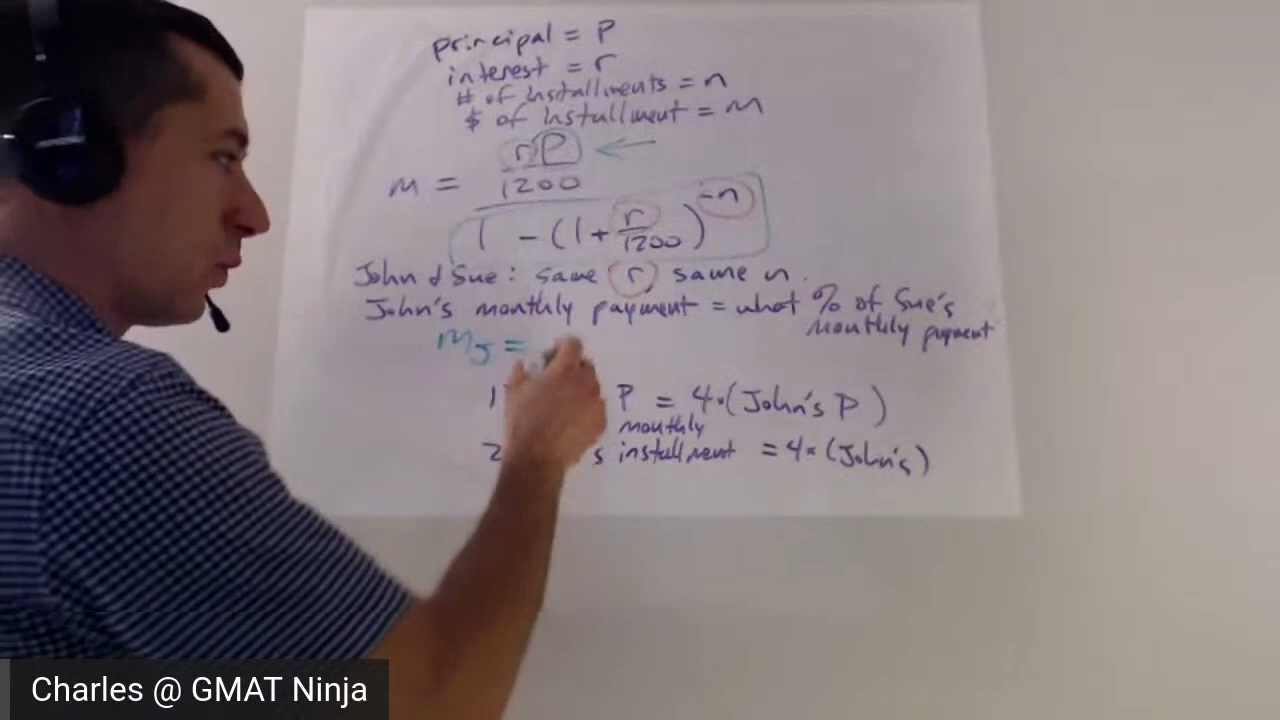 principal = P
interest = r
# of installments = n
$ of installment = m
m = rP
1200
1 - (1 + r/1200)^-n
John & Sue: same r same n.
John's monthly payment = what % of Sue's
monthly payment
mJ =
1 P = 4·(John's P)
monthly
2 s installment = 4·(John's)
Charles @ GMAT Ninja